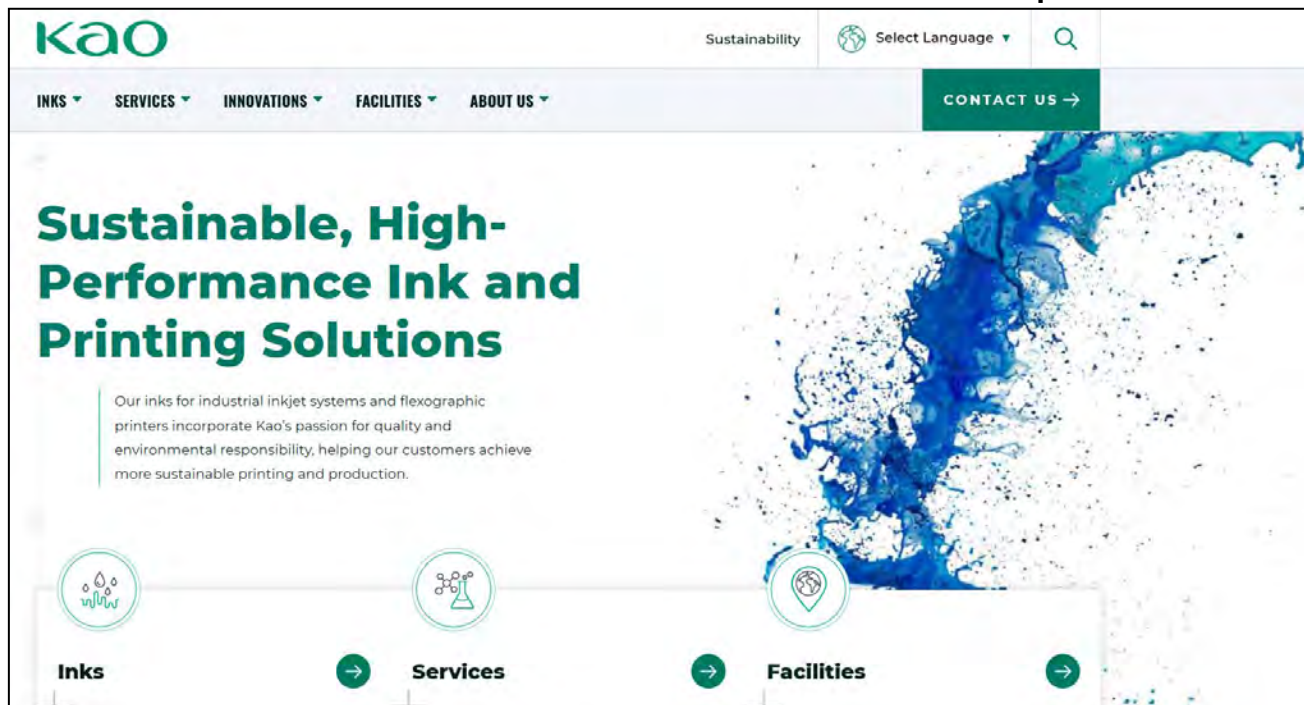 Kao
Sustainability
Select Language
INKS
SERVICES
INNOVATIONS
FACILITIES
ABOUT US
CONTACT US →
Sustainable, High-
Performance Ink and
Printing Solutions
Our inks for industrial inkjet systems and flexographic
printers incorporate Kao's passion for quality and
environmental responsibility, helping our customers achieve
more sustainable printing and production.
Inks
Services
Facilities